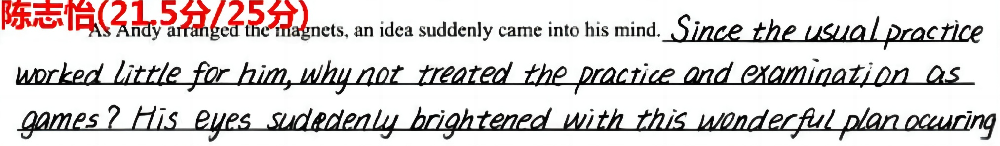 陈志怡(21.5分/25分)
As Andy arranged the magnets, an idea suddenly came into his mind. Since the usual practice
worked little for him, why not treated the practice and examination as
games? His eyes sudedenly brightened with this wonderful plan occuring